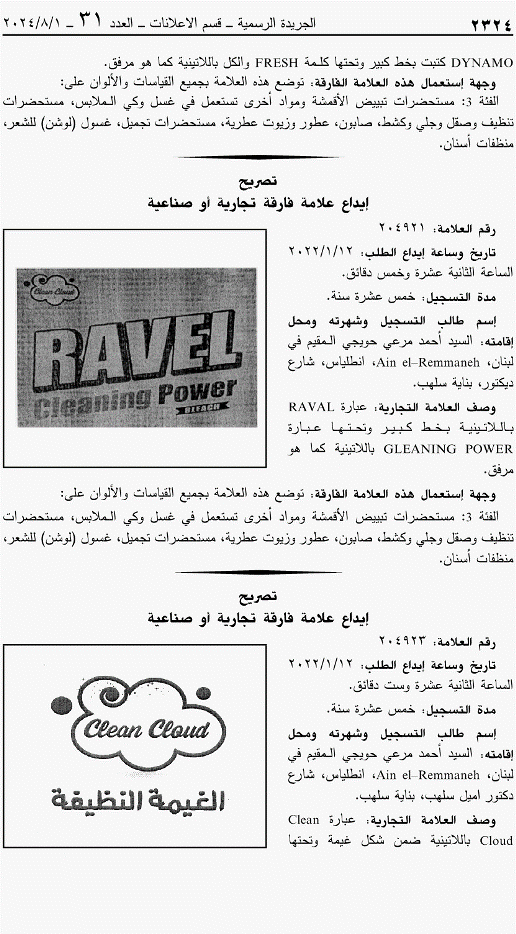 ٢٣٢٤
الجريدة الرسمية – قسم الاعلانات – العدد ٣١ – ٢٠٢٤/٨/١
DYNAMO كتبت بخط كبير وتحتها كلمة FRESH والكل باللاتينية كما هو مرفق.
وجهة إستعمال هذه العلامة الفارقة: توضع هذه العلامة بجميع القياسات والألوان على:
الفئة 3: مستحضرات تبييض الأقمشة ومواد أخرى تستعمل في غسل وكي الملابس، مستحضرات
تنظيف وصقل وجلي وكشط، صابون، عطور وزيوت عطرية، مستحضرات تجميل، غسول (لوشن) للشعر،
منظفات أسنان.
تصريح
إيداع علامة فارقة تجارية أو صناعية
رقم العلامة: ٢٠٤٩٢١
تاريخ وساعة إيداع الطلب: ٢٠٢٢/١/١٢
الساعة الثانية عشرة وخمس دقائق.
مدة التسجيل: خمس عشرة سنة.
إسم طالب التسجيل وشهرته ومحل
إقامته: السيد أحمد مرعي حويجي المقيم في
لبنان، Ain el–Remmaneh، انطلياس، شارع
ديكتور، بناية سلهب.
وصف العلامة التجارية: عبارة RAVAL
باللاتينية بخط كبير وتحتها عبارة
GLEANING POWER باللاتينية كما هو
مرفق.
Clean Cloud
RAVEL
Cleaning Power
BLEACH
وجهة إستعمال هذه العلامة الفارقة: توضع هذه العلامة بجميع القياسات والألوان على:
الفئة 3: مستحضرات تبييض الأقمشة ومواد أخرى تستعمل في غسل وكي الملابس، مستحضرات
تنظيف وصقل وجلي وكشط، صابون، عطور وزيوت عطرية، مستحضرات تجميل، غسول (لوشن) للشعر،
منظفات أسنان.
تصريح
إيداع علامة فارقة تجارية أو صناعية
رقم العلامة: ٢٠٤٩٢٣
تاريخ وساعة إيداع الطلب: ٢٠٢٢/١/١٢
الساعة الثانية عشرة وست دقائق.
مدة التسجيل: خمس عشرة سنة.
إسم طالب التسجيل وشهرته ومحل
إقامته: السيد أحمد مرعي حويجي المقيم في
لبنان، Ain el–Remmaneh، انطلياس، شارع
دكتور اميل سلهب، بناية سلهب.
وصف العلامة التجارية: عبارة Clean
Cloud باللاتينية ضمن شكل غيمة وتحتها
Clean Cloud
الغيمة النظيفة